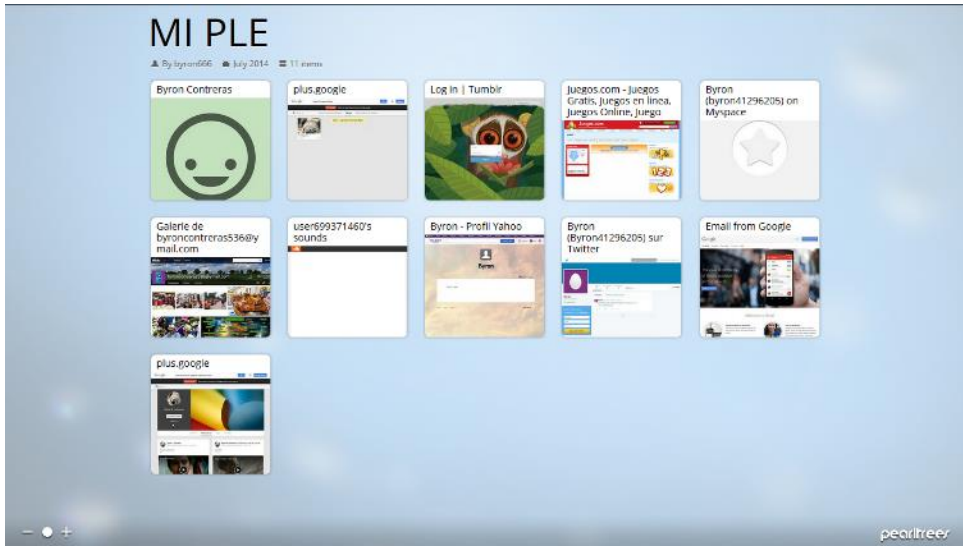 MI PLE
By byron666 July 2014 11 items
Byron Contreras
plus.google
Log in | Tumblr
Juegos.com - Juegos
Gratis, Juegos en línea,
Juegos Online, Juego
Byron
(byron41296205) on
Myspace
Galerie de
byroncontreras536@y
mail.com
user699371460's
sounds
Byron - Profil Yahoo
Byron
Byron
(Byron41296205) sur
Twitter
Email from Google
plus.google
pearltrees